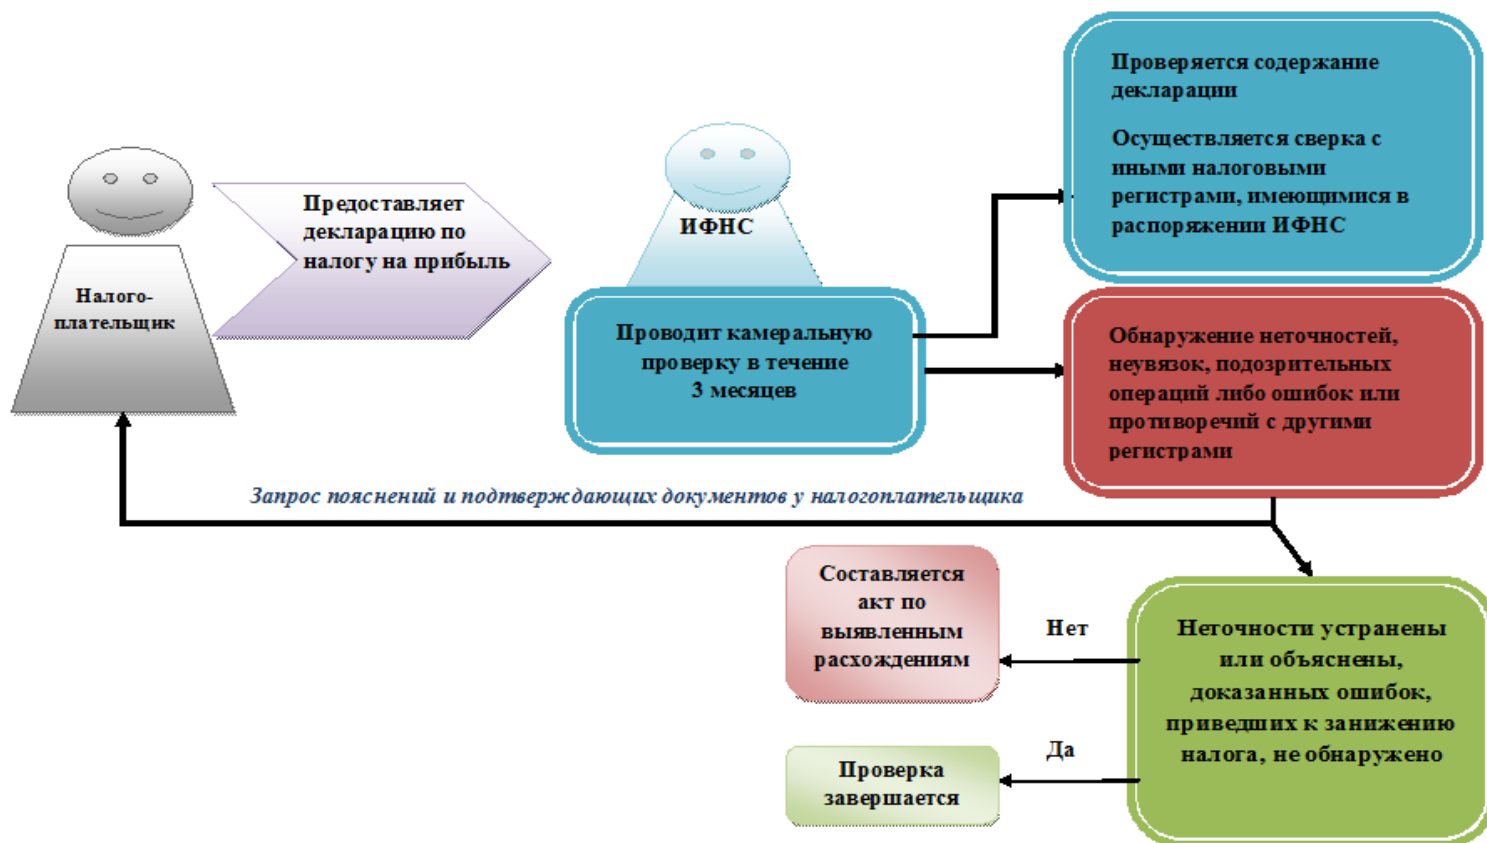 Проверяется содержание
декларации
Осуществляется сверка с
иными налоговыми
регистрами, имеющимися в
распоряжении ИФНС
Предоставляет
декларацию по
налогу на прибыль
ИФНС
Налого-
плательщик
Проводит камеральную
проверку в течение
3 месяцев
Обнаружение неточностей,
неувязок, подозрительных
операций либо ошибок или
противоречий с другими
регистрами
Запрос пояснений и подтверждающих документов у налогоплательщика
Составляется
акт по
выявленным
расхождениям
Нет
Неточности устранены
или объяснены,
доказанных ошибок,
приведших к занижению
налога, не обнаружено
Да
Проверка
завершается